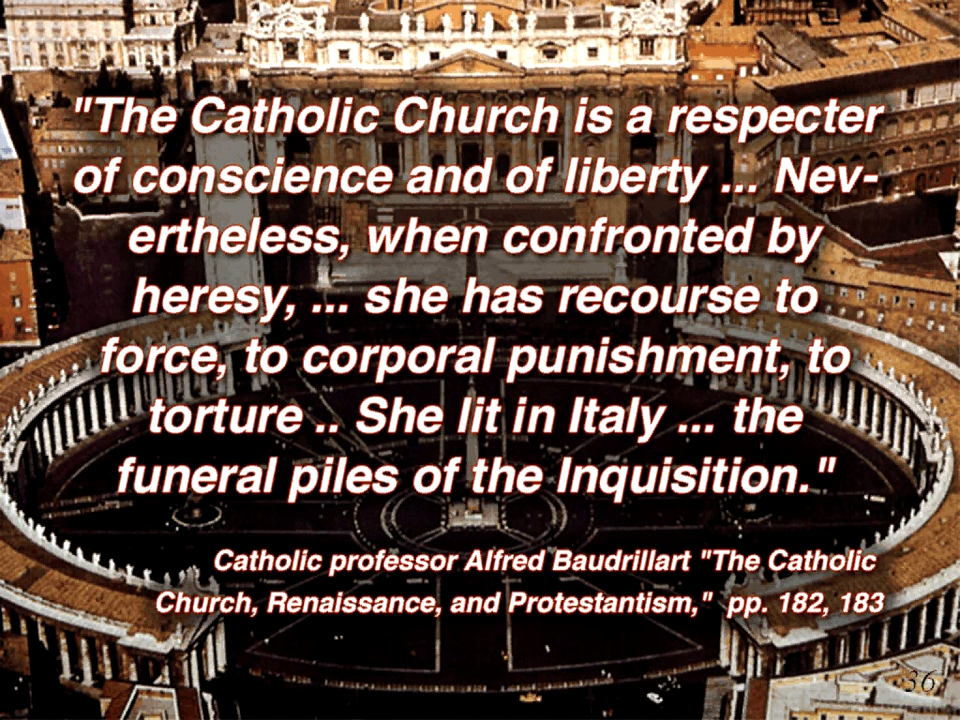 "The Catholic Church is a respecter
of conscience and of liberty ... Nev-
ertheless, when confronted by
heresy, ... she has recourse to
force, to corporal punishment, to
torture .. She lit in Italy ... the
funeral piles of the Inquisition."
Catholic professor Alfred Baudrillart "The Catholic
Church, Renaissance, and Protestantism," pp. 182, 183
36